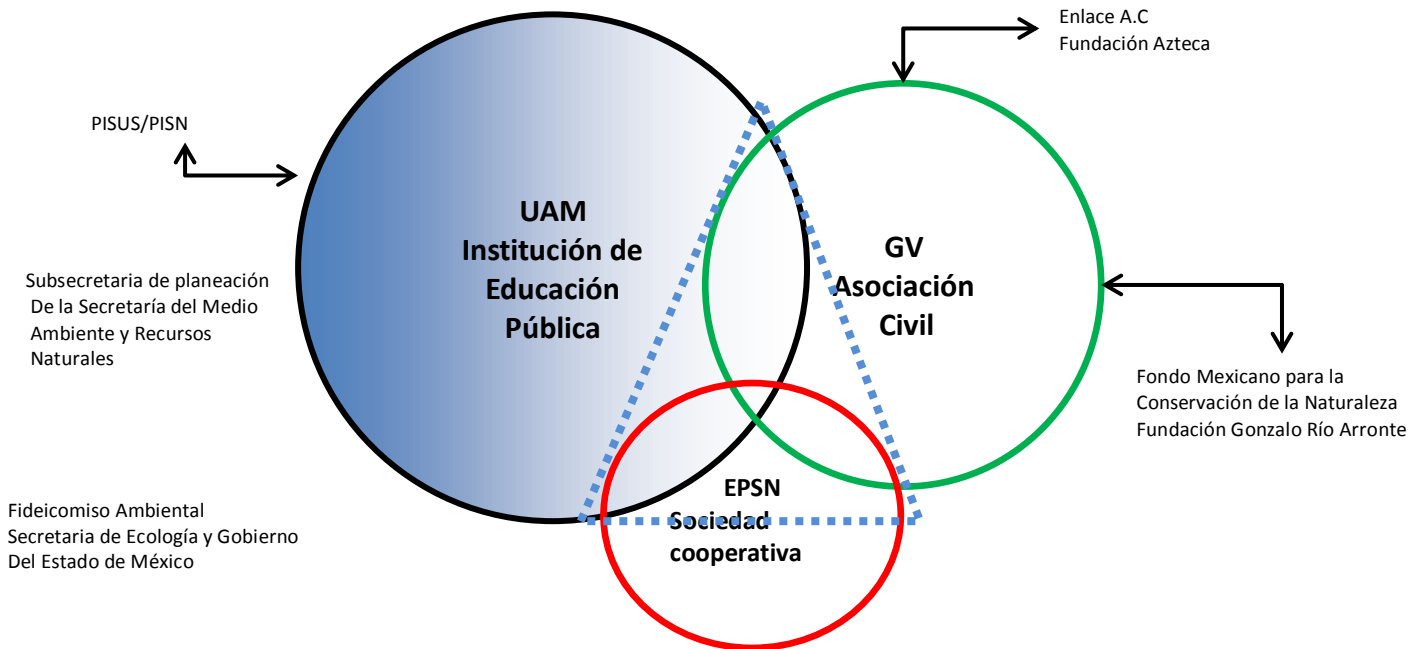 Enlace A.C
Fundación Azteca
PISUS/PISN
UAM
Institución de
Educación
Pública
GV
Asociación
Civil
Subsecretaria de planeación
De la Secretaría del Medio
Ambiente y Recursos
Naturales
Fondo Mexicano para la
Conservación de la Naturaleza
Fundación Gonzalo Río Arronte
EPSN
Sociedad
cooperativa
Fideicomiso Ambiental
Secretaria de Ecología y Gobierno
Del Estado de México